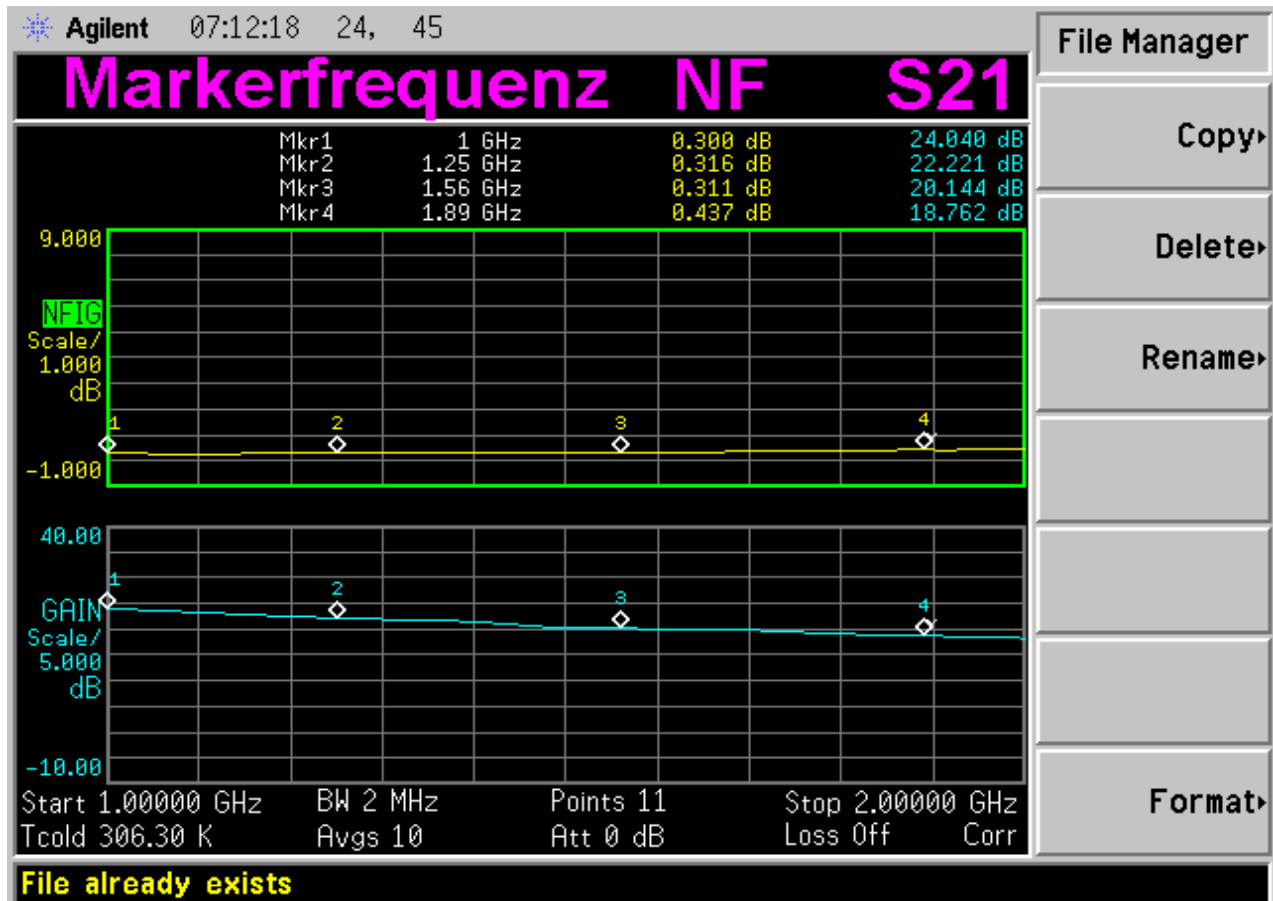 Agilent 07:12:18 24, 45
File Manager
Markerfrequenz NF S21
Mkr1 1 GHz 0.300 dB 24.040 dB
Mkr2 1.25 GHz 0.316 dB 22.221 dB
Mkr3 1.56 GHz 0.311 dB 20.144 dB
Mkr4 1.89 GHz 0.437 dB 18.762 dB
Copy
Delete
Rename
Format
9.000
NFIG
Scale/
1.000
dB
-1.000
1 2 3 4
40.00
GAIN
Scale/
5.000
dB
-10.00
1 2 3 4
Start 1.00000 GHz BW 2 MHz Points 11 Stop 2.00000 GHz
Tcold 306.30 K Avgs 10 Att 0 dB Loss Off Corr
File already exists